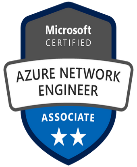 Microsoft
CERTIFIED
AZURE NETWORK
ENGINEER
ASSOCIATE